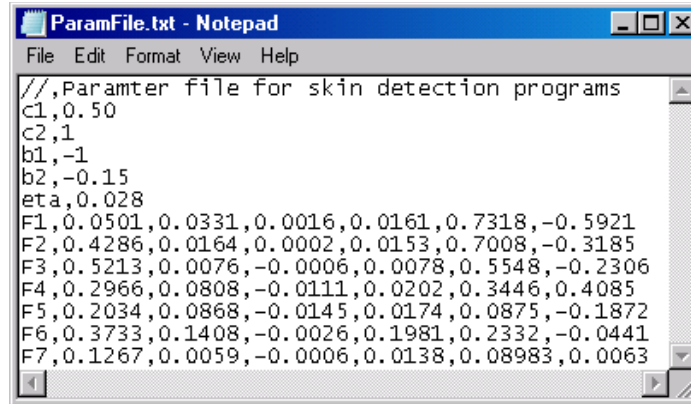 ParamFile.txt - Notepad
File Edit Format View Help
//,Paramter file for skin detection programs
c1,0.50
c2,1
b1,-1
b2,-0.15
eta,0.028
F1,0.0501,0.0331,0.0016,0.0161,0.7318,-0.5921
F2,0.4286,0.0164,0.0002,0.0153,0.7008,-0.3185
F3,0.5213,0.0076,-0.0006,0.0078,0.5548,-0.2306
F4,0.2966,0.0808,-0.0111,0.0202,0.3446,0.4085
F5,0.2034,0.0868,-0.0145,0.0174,0.0875,-0.1872
F6,0.3733,0.1408,-0.0026,0.1981,0.2332,-0.0441
F7,0.1267,0.0059,-0.0006,0.0138,0.08983,0.0063